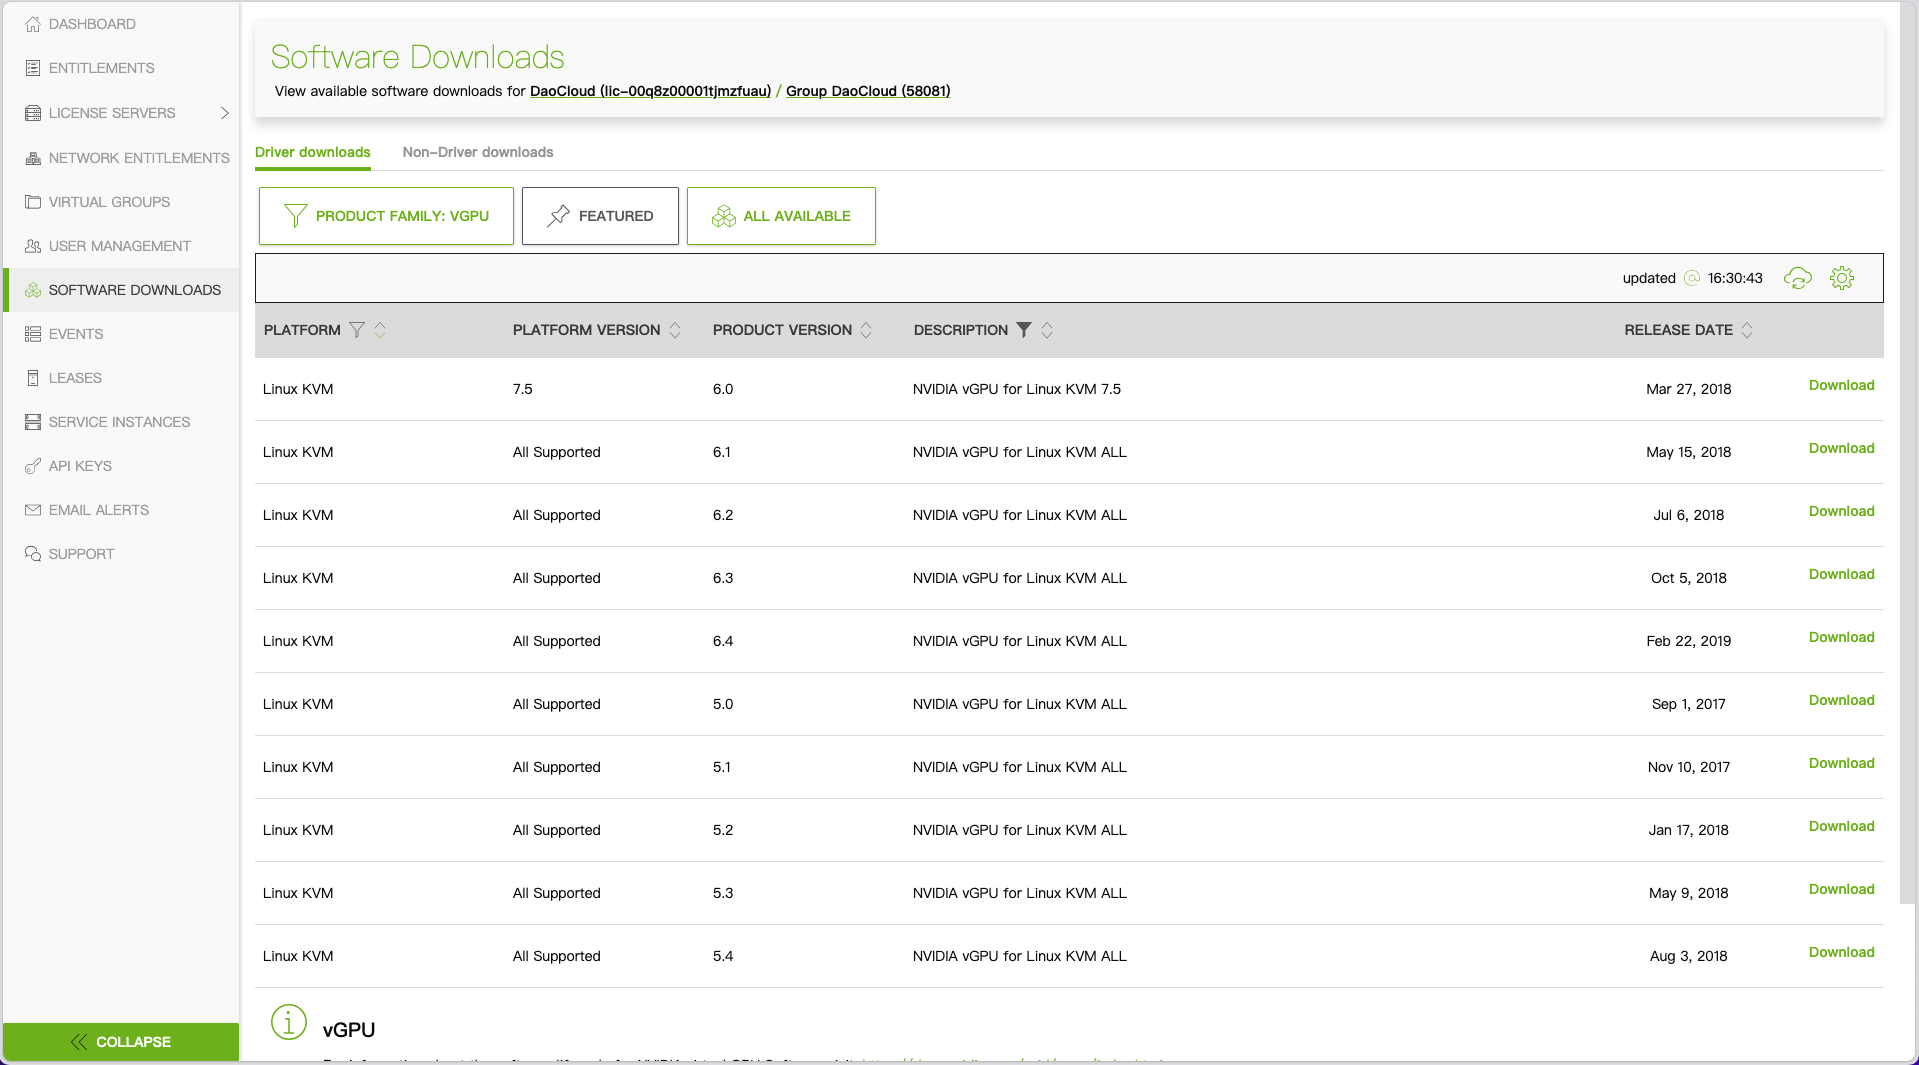 DASHBOARD
ENTITLEMENTS
LICENSE SERVERS
NETWORK ENTITLEMENTS
VIRTUAL GROUPS
USER MANAGEMENT
SOFTWARE DOWNLOADS
EVENTS
LEASES
SERVICE INSTANCES
API KEYS
EMAIL ALERTS
SUPPORT
COLLAPSE
Software Downloads
View available software downloads for DaoCloud (lic-00q8z00001tjmzfuau) / Group DaoCloud (58081)
Driver downloads Non-Driver downloads
PRODUCT FAMILY: VGPU FEATURED ALL AVAILABLE
updated @ 16:30:43
PLATFORM PLATFORM VERSION PRODUCT VERSION DESCRIPTION RELEASE DATE
Linux KVM 7.5 6.0 NVIDIA vGPU for Linux KVM 7.5 Mar 27, 2018 Download
Linux KVM All Supported 6.1 NVIDIA vGPU for Linux KVM ALL May 15, 2018 Download
Linux KVM All Supported 6.2 NVIDIA vGPU for Linux KVM ALL Jul 6, 2018 Download
Linux KVM All Supported 6.3 NVIDIA vGPU for Linux KVM ALL Oct 5, 2018 Download
Linux KVM All Supported 6.4 NVIDIA vGPU for Linux KVM ALL Feb 22, 2019 Download
Linux KVM All Supported 5.0 NVIDIA vGPU for Linux KVM ALL Sep 1, 2017 Download
Linux KVM All Supported 5.1 NVIDIA vGPU for Linux KVM ALL Nov 10, 2017 Download
Linux KVM All Supported 5.2 NVIDIA vGPU for Linux KVM ALL Jan 17, 2018 Download
Linux KVM All Supported 5.3 NVIDIA vGPU for Linux KVM ALL May 9, 2018 Download
Linux KVM All Supported 5.4 NVIDIA vGPU for Linux KVM ALL Aug 3, 2018 Download
vGPU